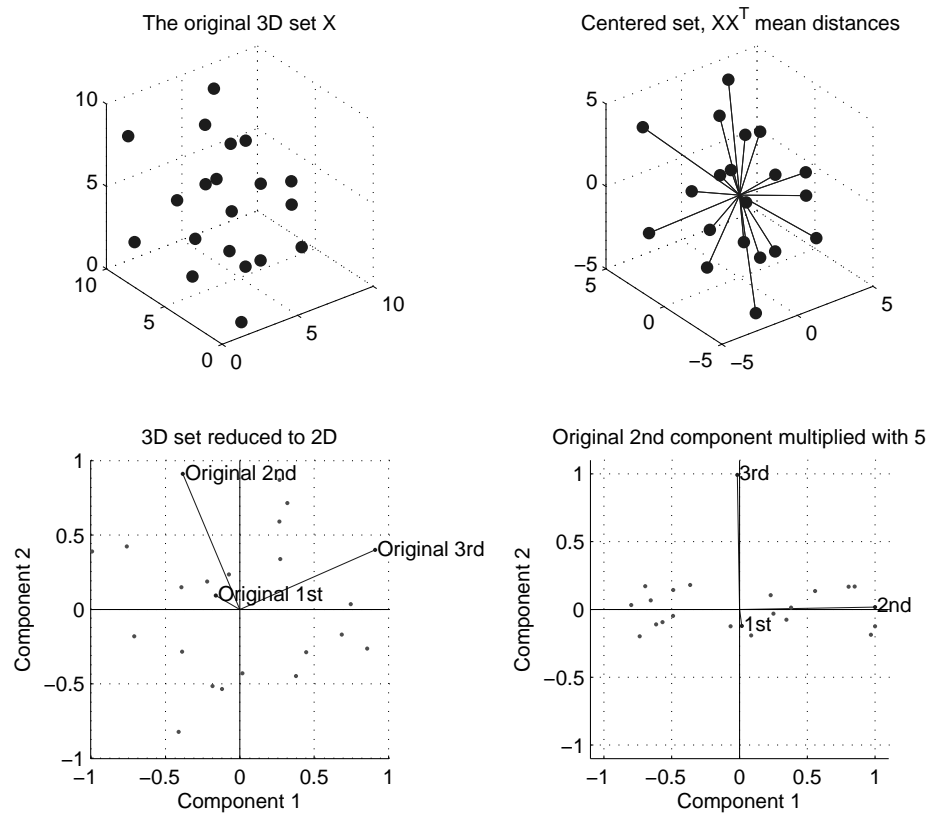 The original 3D set X
Centered set, XX^T mean distances
10
5
0
10
5
0
0
5
10
5
0
−5
5
0
−5
−5
0
5
3D set reduced to 2D
Original 2nd component multiplied with 5
1
0.5
0
−0.5
−1
Component 2
Original 2nd
Original 3rd
Original 1st
−1
−0.5
0
0.5
1
Component 1
1
0.5
0
−0.5
−1
Component 2
3rd
2nd
1st
−1
−0.5
0
0.5
1
Component 1